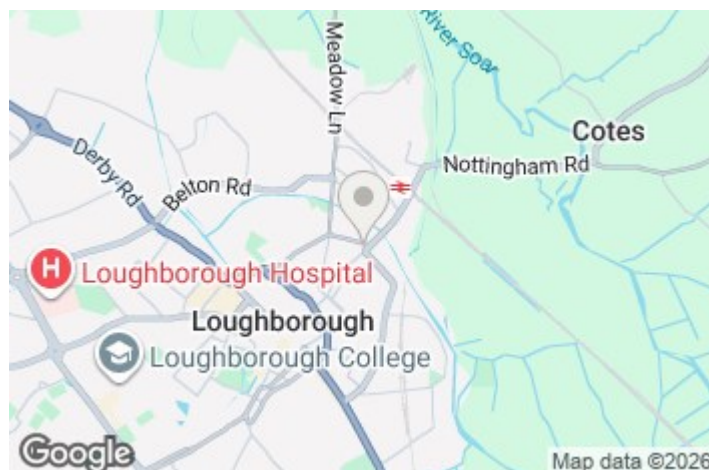 River Soar
Meadow Ln
Cotes
Derby Rd
Nottingham Rd
Belton Rd
H
Loughborough Hospital
Loughborough
Loughborough College
Google
Map data ©2026